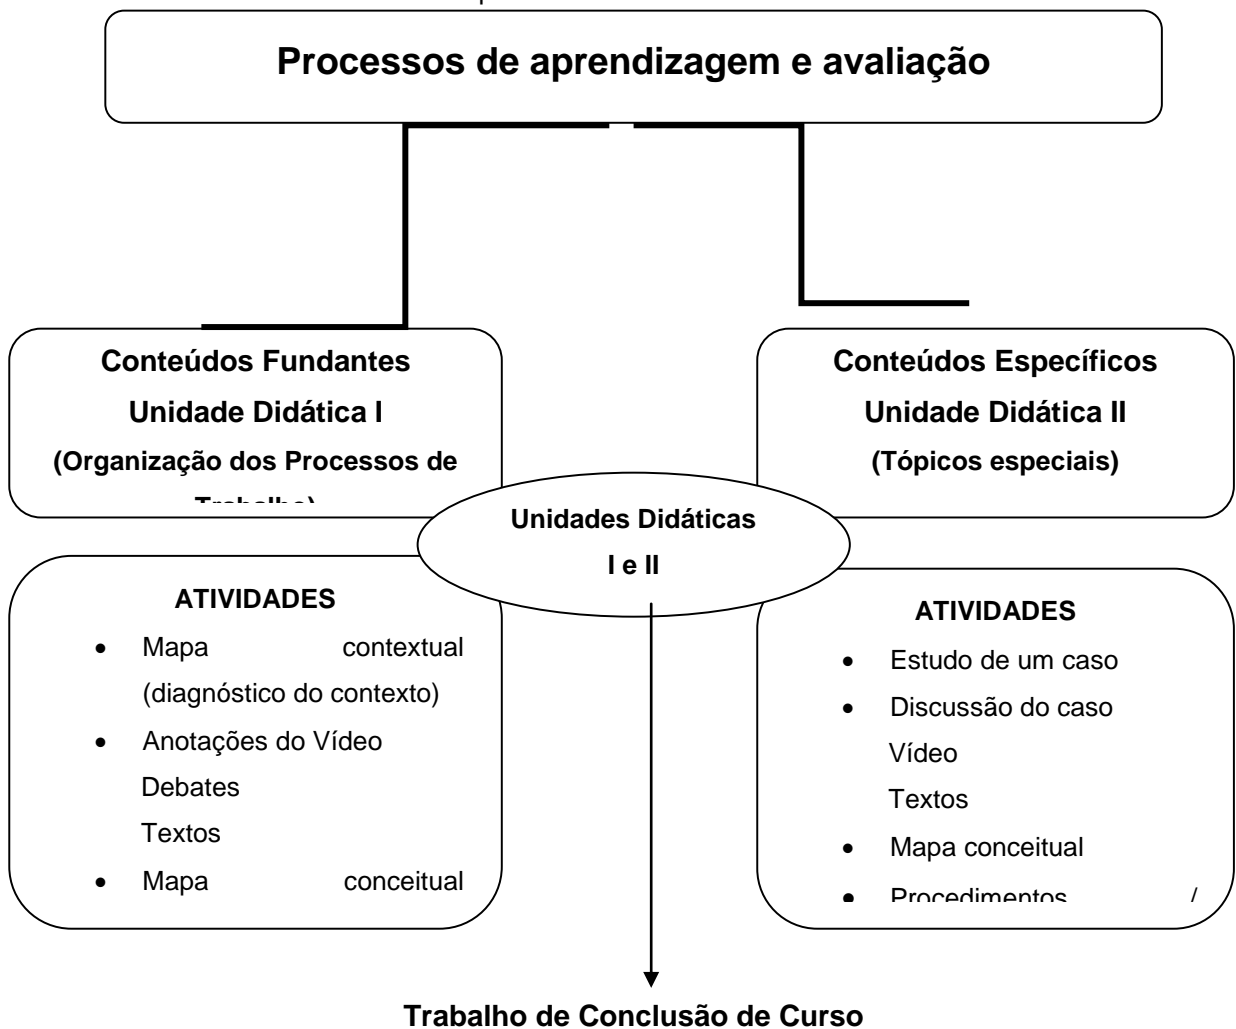 Processos de aprendizagem e avaliação
Conteúdos Fundantes
Unidade Didática I
(Organização dos Processos de
Trabalho)
Conteúdos Específicos
Unidade Didática II
(Tópicos especiais)
Unidades Didáticas
I e II
ATIVIDADES
• Mapa contextual
(diagnóstico do contexto)
• Anotações do Vídeo
Debates
Textos
• Mapa conceitual
ATIVIDADES
• Estudo de um caso
• Discussão do caso
Vídeo
Textos
• Mapa conceitual
• Procedimentos /
Trabalho de Conclusão de Curso